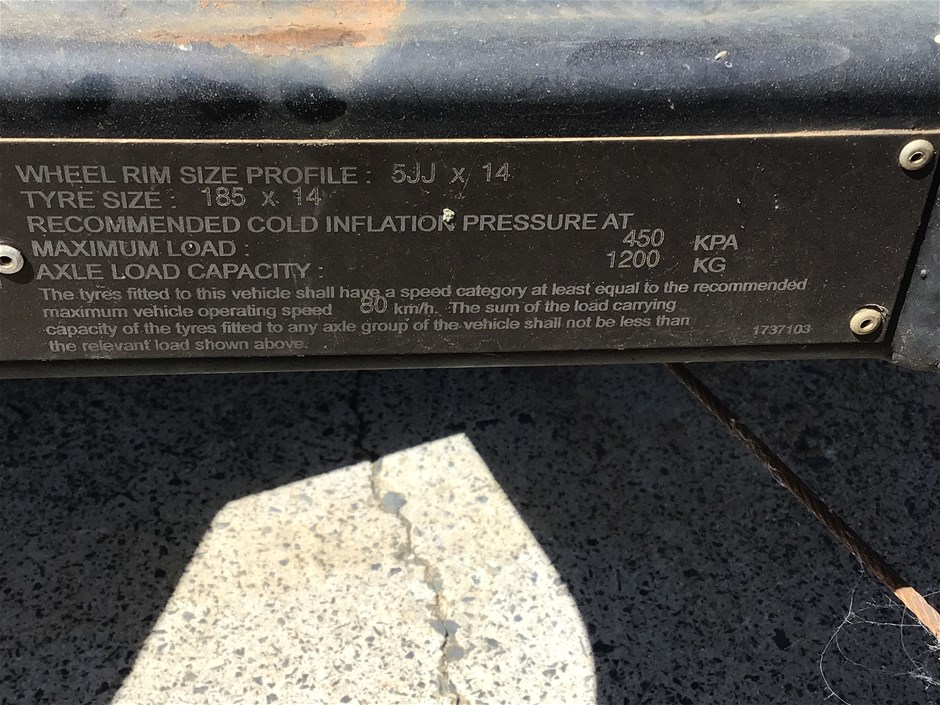 WHEEL RIM SIZE PROFILE : 5JJ x 14
TYRE SIZE : 185 x 14
RECOMMENDED COLD INFLATION PRESSURE AT
MAXIMUM LOAD : 450 KPA
AXLE LOAD CAPACITY : 1200 KG
The tyres fitted to this vehicle shall have a speed category at least equal to the recommended
maximum vehicle operating speed 80 km/h. The sum of the load carrying
capacity of the tyres fitted to any axle group of the vehicle shall not be less than
the relevant load shown above.
1737103